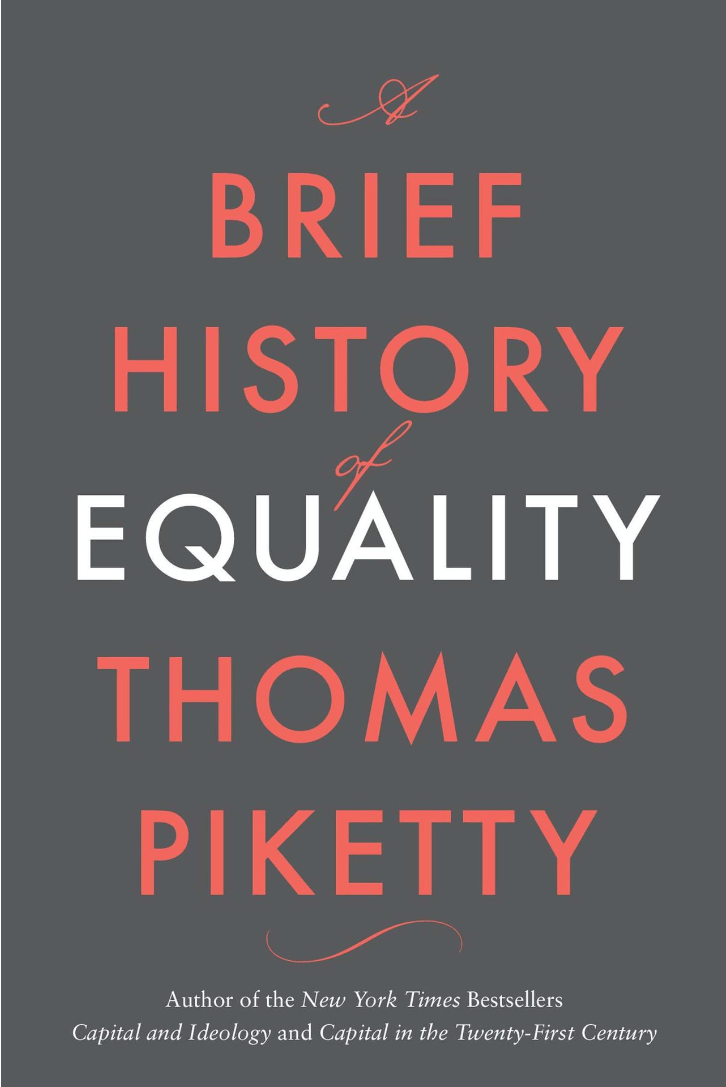 A
BRIEF
HISTORY
of
EQUALITY
THOMAS
PIKETTY
Author of the New York Times Bestsellers
Capital and Ideology and Capital in the Twenty-First Century